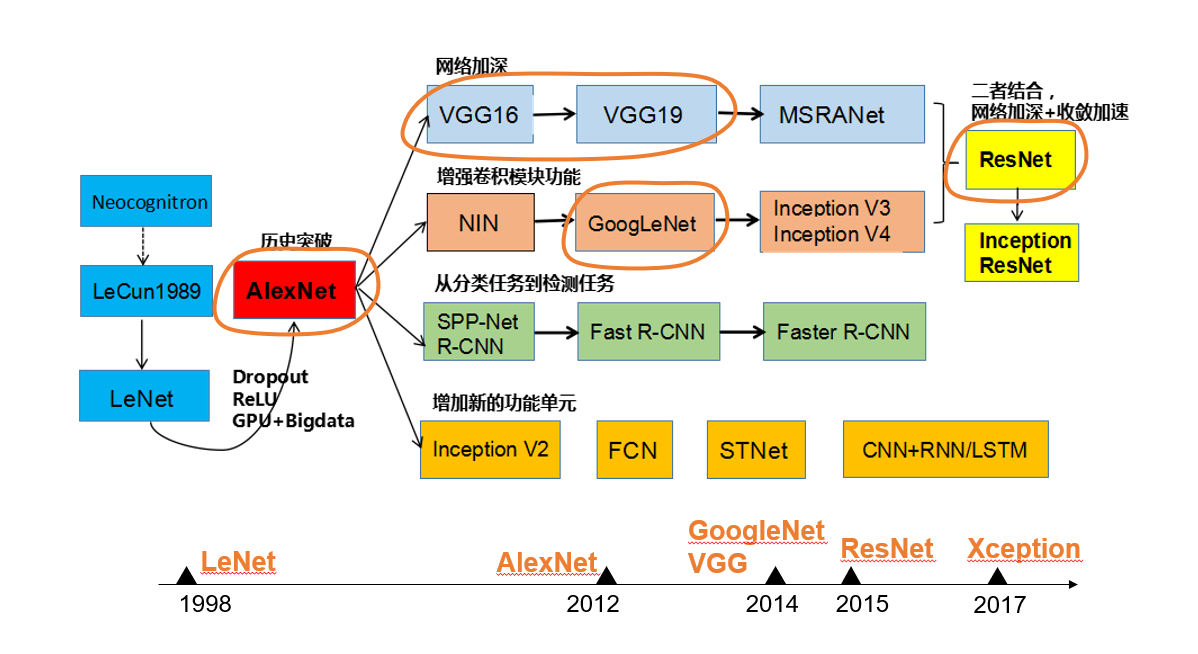 网络加深
VGG16
VGG19
MSRANet
二者结合，
网络加深+收敛加速
ResNet
Inception
ResNet
增强卷积模块功能
NIN
GoogLeNet
Inception V3
Inception V4
Neocognitron
LeCun1989
LeNet
历史突破
AlexNet
Dropout
ReLU
GPU+Bigdata
从分类任务到检测任务
SPP-Net
R-CNN
Fast R-CNN
Faster R-CNN
增加新的功能单元
Inception V2
FCN
STNet
CNN+RNN/LSTM
LeNet
AlexNet
GoogleNet
VGG
ResNet
Xception
1998
2012
2014
2015
2017